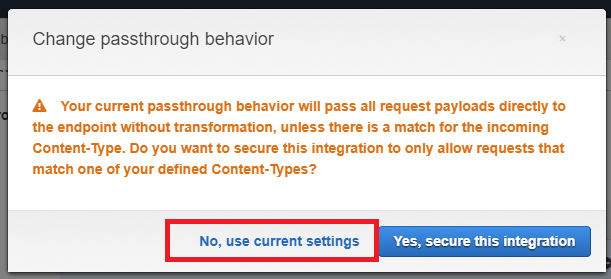 Change passthrough behavior
×
Your current passthrough behavior will pass all request payloads directly to
the endpoint without transformation, unless there is a match for the incoming
Content-Type. Do you want to secure this integration to only allow requests that
match one of your defined Content-Types?
No, use current settings
Yes, secure this integration